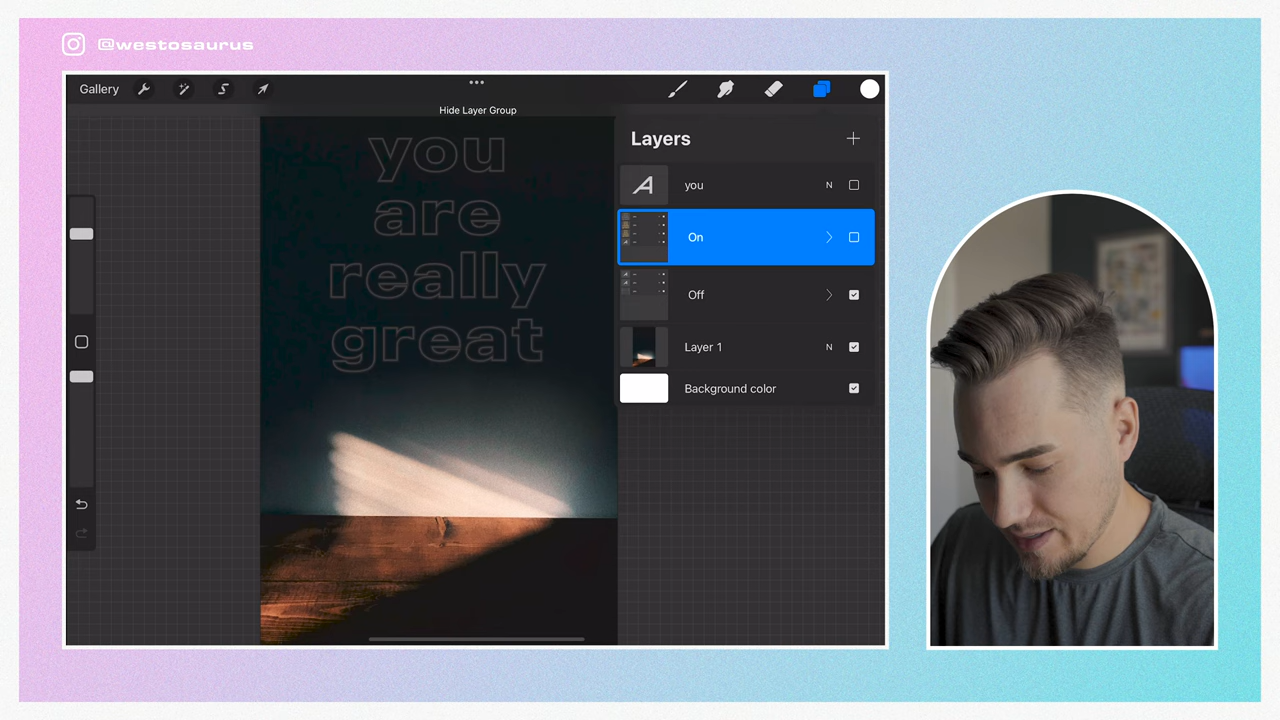 @westosaurus
Gallery
Hide Layer Group
you
are
really
great
Layers
you N
On
Off
Layer 1 N
Background color